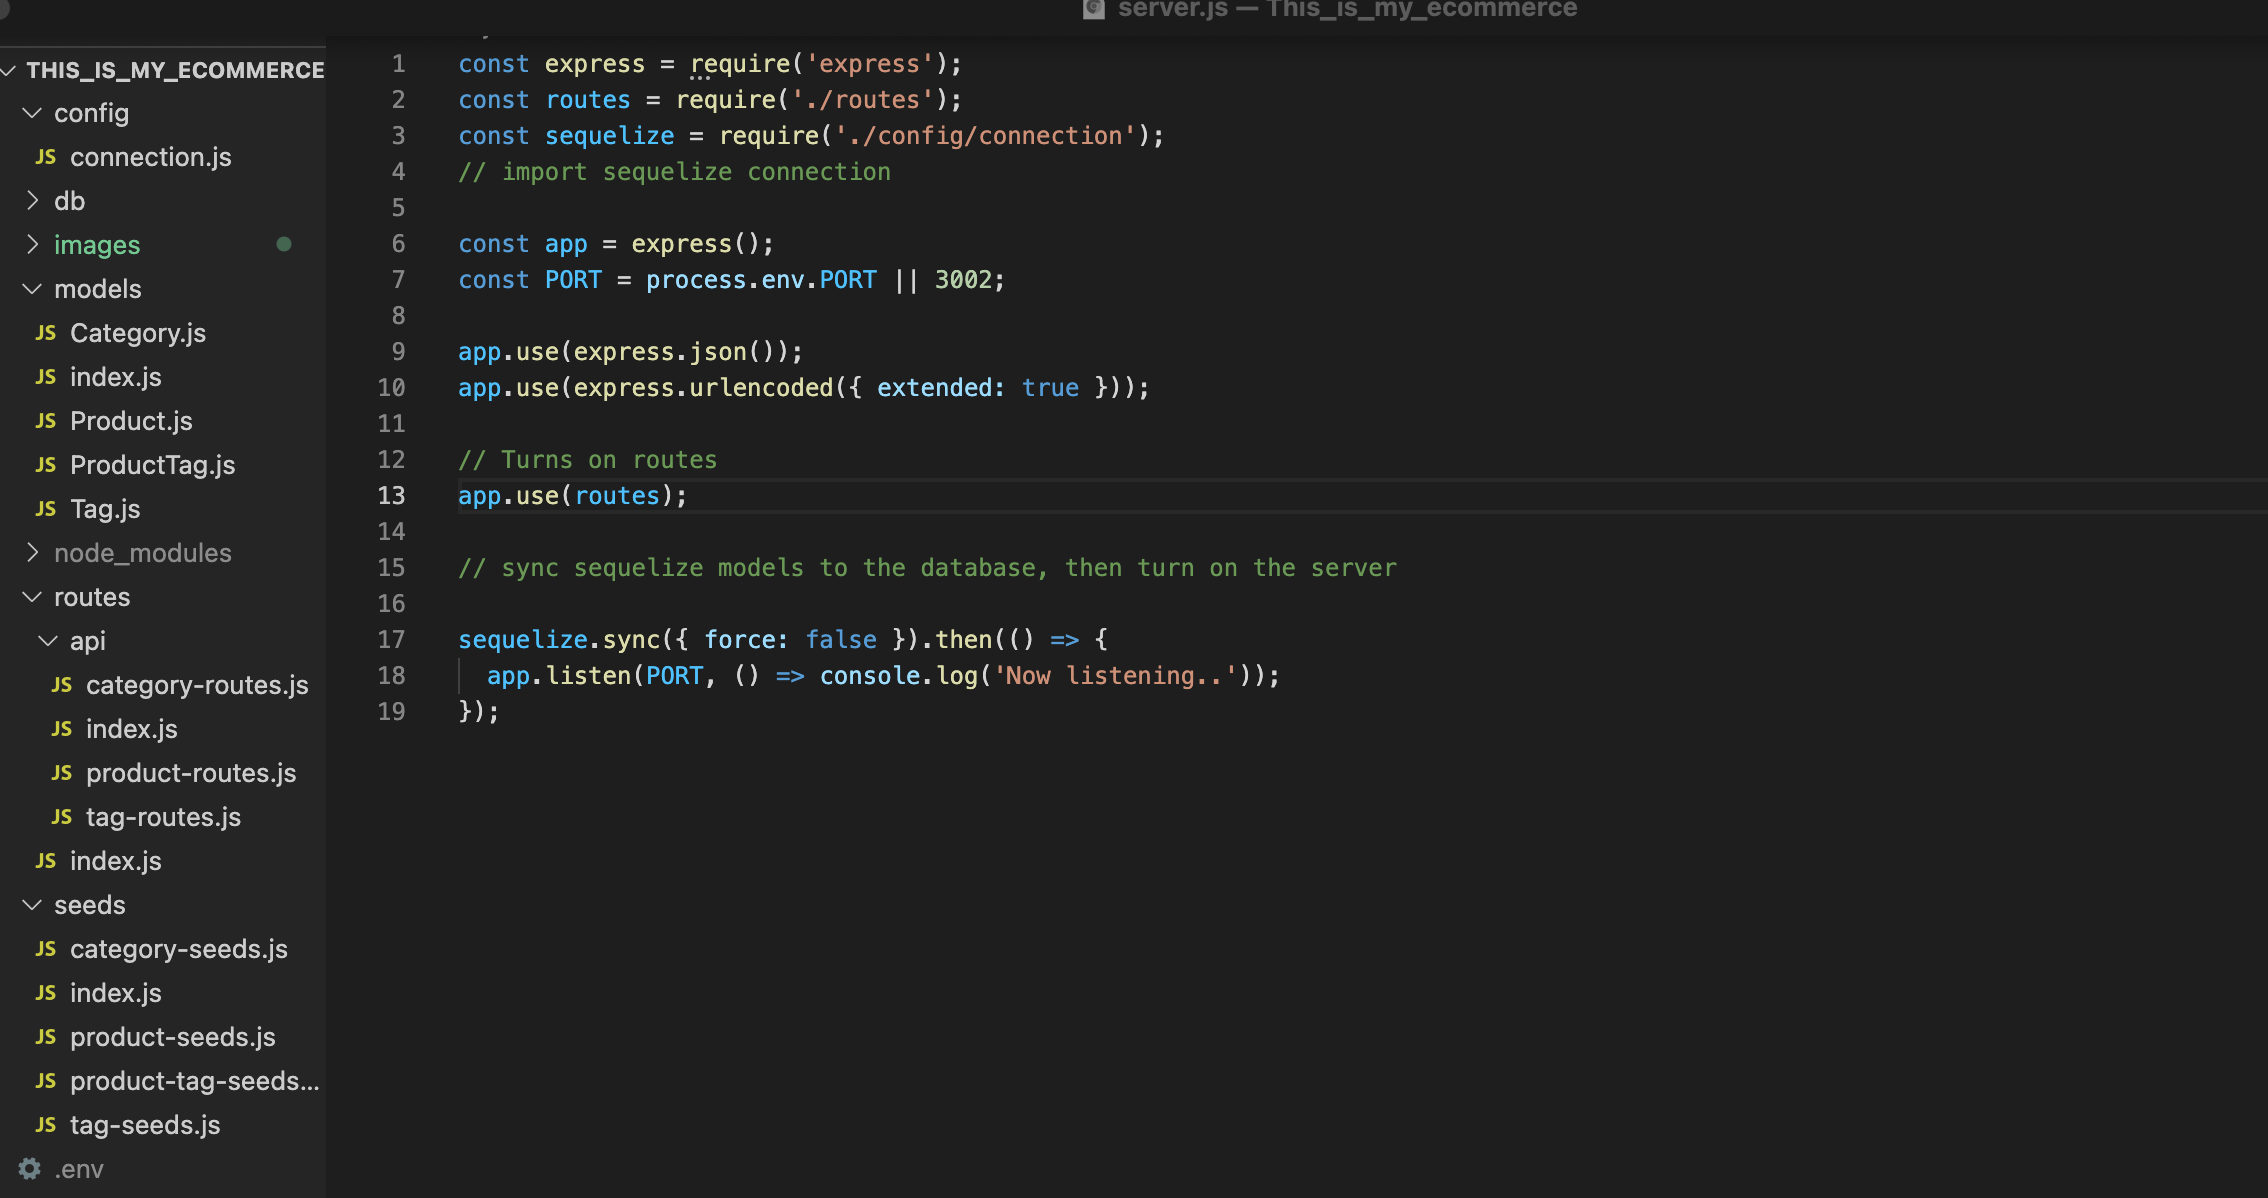 server.js — This_is_my_ecommerce
THIS_IS_MY_ECOMMERCE
config
JS connection.js
db
images
models
JS Category.js
JS index.js
JS Product.js
JS ProductTag.js
JS Tag.js
node_modules
routes
api
JS category-routes.js
JS index.js
JS product-routes.js
JS tag-routes.js
JS index.js
seeds
JS category-seeds.js
JS index.js
JS product-seeds.js
JS product-tag-seeds...
JS tag-seeds.js
.env
1 const express = require('express');
2 const routes = require('./routes');
3 const sequelize = require('./config/connection');
4 // import sequelize connection
5
6 const app = express();
7 const PORT = process.env.PORT || 3002;
8
9 app.use(express.json());
10 app.use(express.urlencoded({ extended: true }));
11
12 // Turns on routes
13 app.use(routes);
14
15 // sync sequelize models to the database, then turn on the server
16
17 sequelize.sync({ force: false }).then(() => {
18   app.listen(PORT, () => console.log('Now listening..'));
19 });